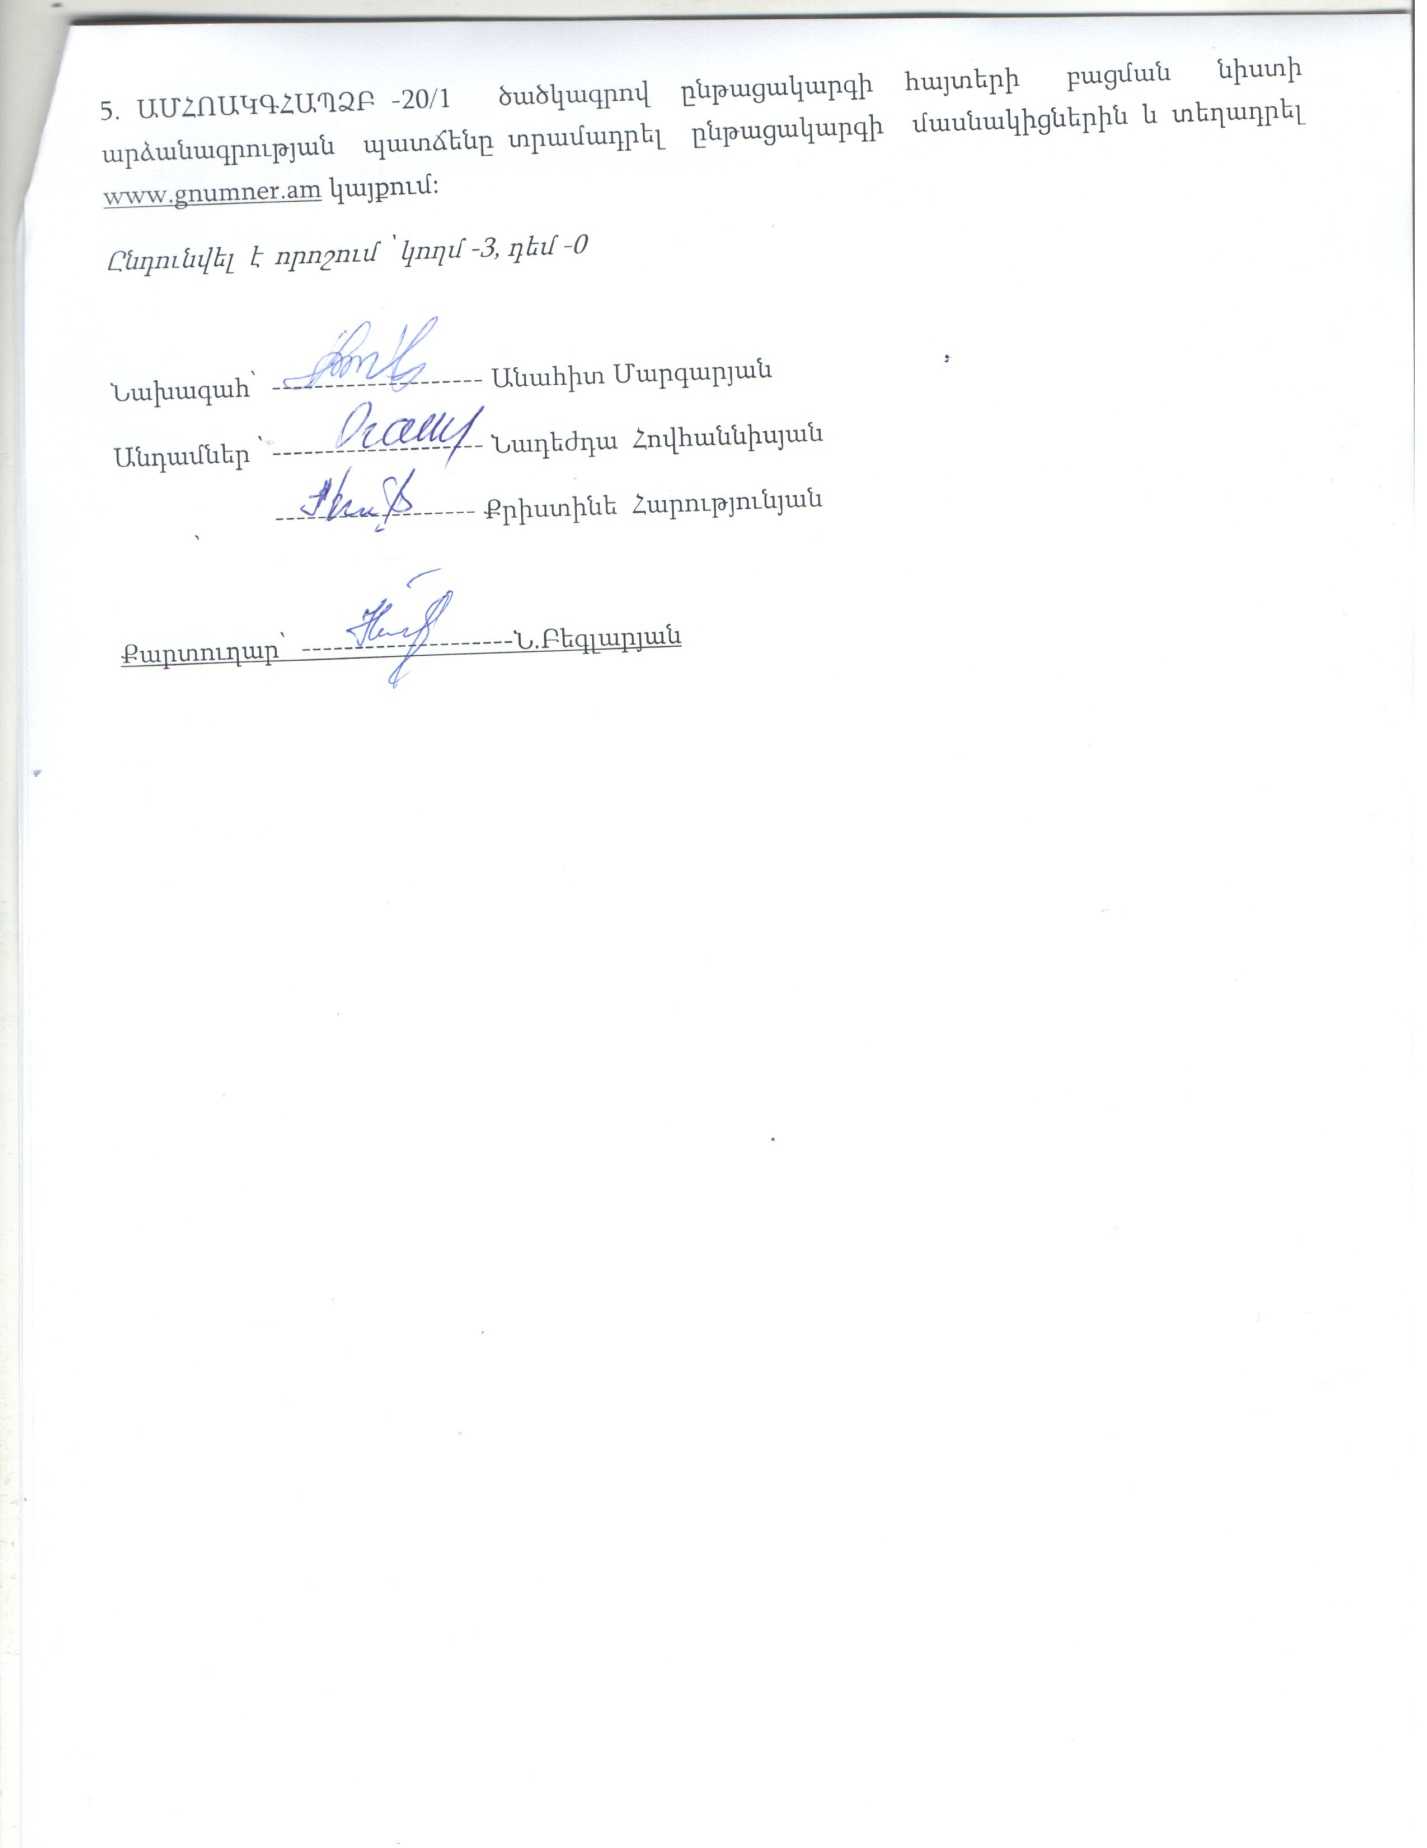 5. ԱՄՀՈԱԿԳՀԱՊՁԲ -20/1 ծածկագրով ընթացակարգի հայտերի բացման նիստի
արձանագրության պատճենը տրամադրել ընթացակարգի մասնակիցներին և տեղադրել
www.gnumner.am կայքում:
Ընդունվել է որոշում ՝ կողմ -3, դեմ -0
Նախագահ՝ -------------------- Անահիտ Մարգարյան
Անդամներ ՝-------------------- Նադեժդա Հովհաննիսյան
------------------- Քրիստինե Հարությունյան
Քարտուղար՝ --------------------Ն.Բեգլարյան